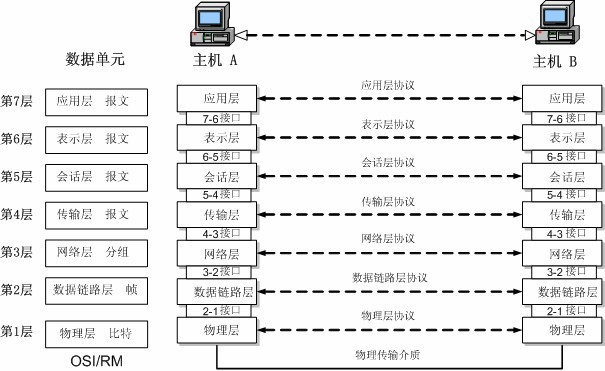 数据单元 主机 A 主机 B
应用层协议
第7层 应用层 报文 应用层 应用层
7-6接口 7-6接口
表示层协议
第6层 表示层 报文 表示层 表示层
6-5接口 6-5接口
会话层协议
第5层 会话层 报文 会话层 会话层
5-4接口 5-4接口
传输层协议
第4层 传输层 报文 传输层 传输层
4-3接口 4-3接口
网络层协议
第3层 网络层 分组 网络层 网络层
3-2接口 3-2接口
数据链路层协议
第2层 数据链路层 帧 数据链路层 数据链路层
2-1接口 2-1接口
物理层协议
第1层 物理层 比特 物理层 物理层
物理传输介质
OSI/RM